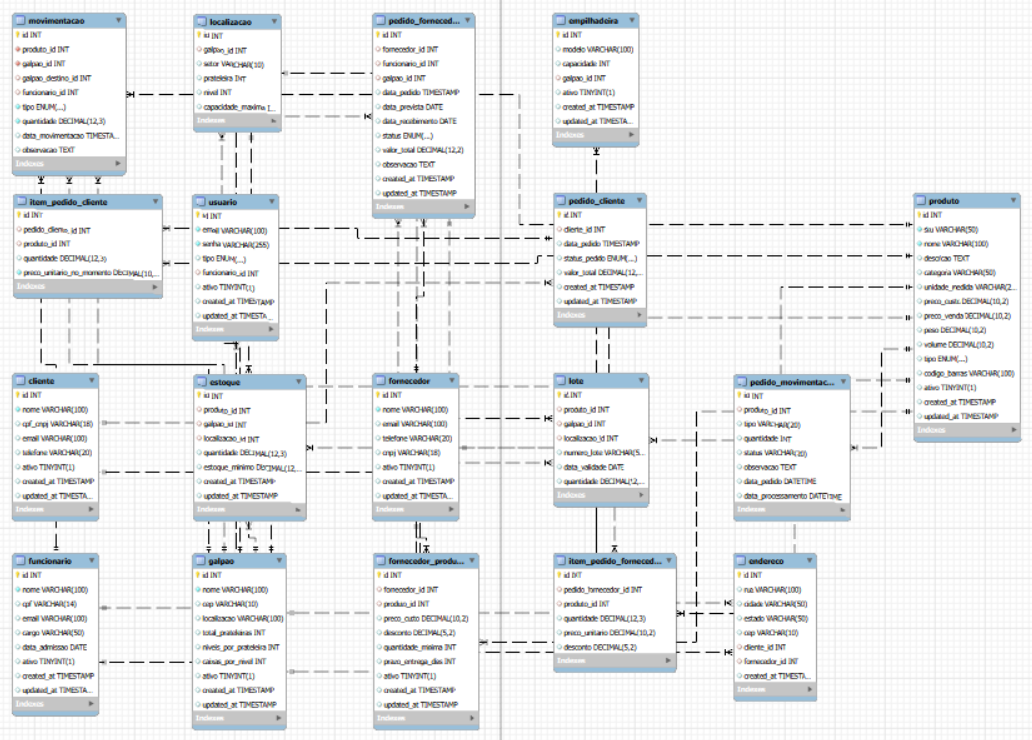 movimentacao
id INT
produto_id INT
galpao_id INT
galpao_destino_id INT
funcionario_id INT
tipo ENUM(...)
quantidade DECIMAL(12,3)
data_movimentacao TIMESTA...
observacao TEXT
Indexes
localizacao
id INT
galpao_id INT
setor VARCHAR(10)
prateleira INT
nivel INT
capacidade_maxima I...
Indexes
pedido_forneced...
id INT
fornecedor_id INT
funcionario_id INT
galpao_id INT
data_pedido TIMESTAMP
data_prevista DATE
data_recebimento DATE
status ENUM(...)
valor_total DECIMAL(12,2)
observacao TEXT
created_at TIMESTAMP
updated_at TIMESTAMP
Indexes
empilhadeira
id INT
modelo VARCHAR(100)
capacidade INT
galpao_id INT
ativo TINYINT(1)
created_at TIMESTAMP
updated_at TIMESTA...
Indexes
item_pedido_cliente
id INT
pedido_cliente_id INT
produto_id INT
quantidade DECIMAL(12,3)
preco_unitario_no_momento DECIMAL(10,...
Indexes
usuario
id INT
email VARCHAR(100)
senha VARCHAR(255)
tipo ENUM(...)
funcionario_id INT
ativo TINYINT(1)
created_at TIMESTAMP
updated_at TIMESTA...
Indexes
pedido_cliente
id INT
cliente_id INT
data_pedido TIMESTAMP
status_pedido ENUM(...)
valor_total DECIMAL(12,...
created_at TIMESTAMP
updated_at TIMESTAMP
Indexes
produto
id INT
sku VARCHAR(50)
nome VARCHAR(100)
descricao TEXT
categoria VARCHAR(50)
unidade_medida VARCHAR(2...
preco_custo DECIMAL(10,2)
preco_venda DECIMAL(10,2)
peso DECIMAL(10,2)
volume DECIMAL(10,2)
tipo ENUM(...)
codigo_barras VARCHAR(100)
ativo TINYINT(1)
created_at TIMESTAMP
updated_at TIMESTAMP
Indexes
cliente
id INT
nome VARCHAR(100)
cpf_cnpj VARCHAR(18)
email VARCHAR(100)
telefone VARCHAR(20)
ativo TINYINT(1)
created_at TIMESTAMP
updated_at TIMESTA...
Indexes
estoque
id INT
produto_id INT
galpao_id INT
localizacao_id INT
quantidade DECIMAL(12,3)
estoque_minimo DECIMAL(12,...
created_at TIMESTAMP
updated_at TIMESTAMP
Indexes
fornecedor
id INT
nome VARCHAR(100)
email VARCHAR(100)
telefone VARCHAR(20)
cnpj VARCHAR(18)
ativo TINYINT(1)
created_at TIMESTAMP
updated_at TIMESTA...
Indexes
lote
id INT
produto_id INT
galpao_id INT
localizacao_id INT
numero_lote VARCHAR(5...
data_validade DATE
quantidade DECIMAL(12,...
Indexes
pedido_movimentac...
id INT
produto_id INT
tipo VARCHAR(20)
quantidade INT
status VARCHAR(20)
observacao TEXT
data_pedido DATETIME
data_processamento DATETIME
Indexes
funcionario
id INT
nome VARCHAR(100)
cpf VARCHAR(14)
email VARCHAR(100)
cargo VARCHAR(50)
data_admissao DATE
ativo TINYINT(1)
created_at TIMESTAMP
updated_at TIMESTA...
Indexes
galpao
id INT
nome VARCHAR(100)
cep VARCHAR(10)
localizacao VARCHAR(100)
total_prateleiras INT
niveis_por_prateleira INT
caixas_por_nivel INT
ativo TINYINT(1)
created_at TIMESTAMP
updated_at TIMESTAMP
Indexes
fornecedor_produ...
id INT
fornecedor_id INT
produto_id INT
preco_custo DECIMAL(10,2)
desconto DECIMAL(5,2)
quantidade_minima INT
prazo_entrega_dias INT
ativo TINYINT(1)
created_at TIMESTAMP
updated_at TIMESTAMP
Indexes
item_pedido_forneced...
id INT
pedido_fornecedor_id INT
produto_id INT
quantidade DECIMAL(12,3)
preco_unitario DECIMAL(10,2)
desconto DECIMAL(5,2)
Indexes
endereco
id INT
rua VARCHAR(100)
cidade VARCHAR(50)
estado VARCHAR(50)
cep VARCHAR(10)
cliente_id INT
fornecedor_id INT
created_at TIMESTA...
Indexes